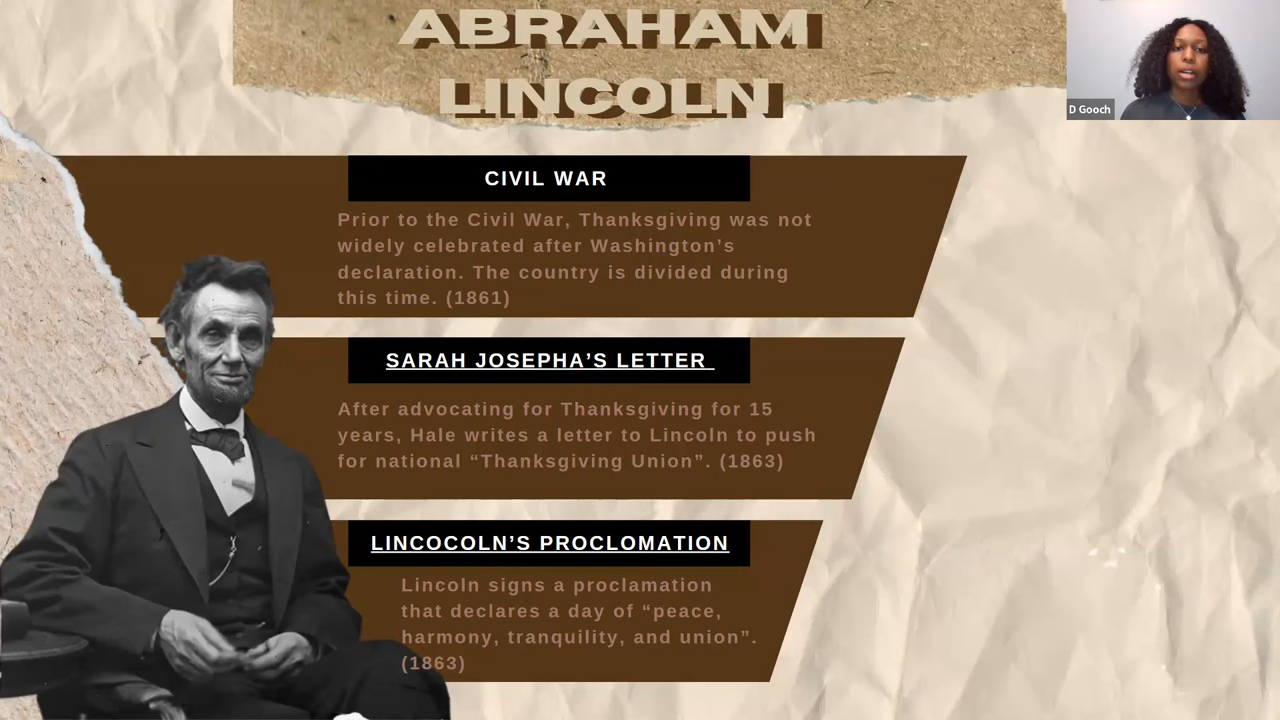 ABRAHAM
LINCOLN
D Gooch
CIVIL WAR
Prior to the Civil War, Thanksgiving was not
widely celebrated after Washington’s
declaration. The country is divided during
this time. (1861)
SARAH JOSEPHA’S LETTER
After advocating for Thanksgiving for 15
years, Hale writes a letter to Lincoln to push
for national “Thanksgiving Union”. (1863)
LINCOCOLN’S PROCLOMATION
Lincoln signs a proclamation
that declares a day of “peace,
harmony, tranquility, and union”.
(1863)